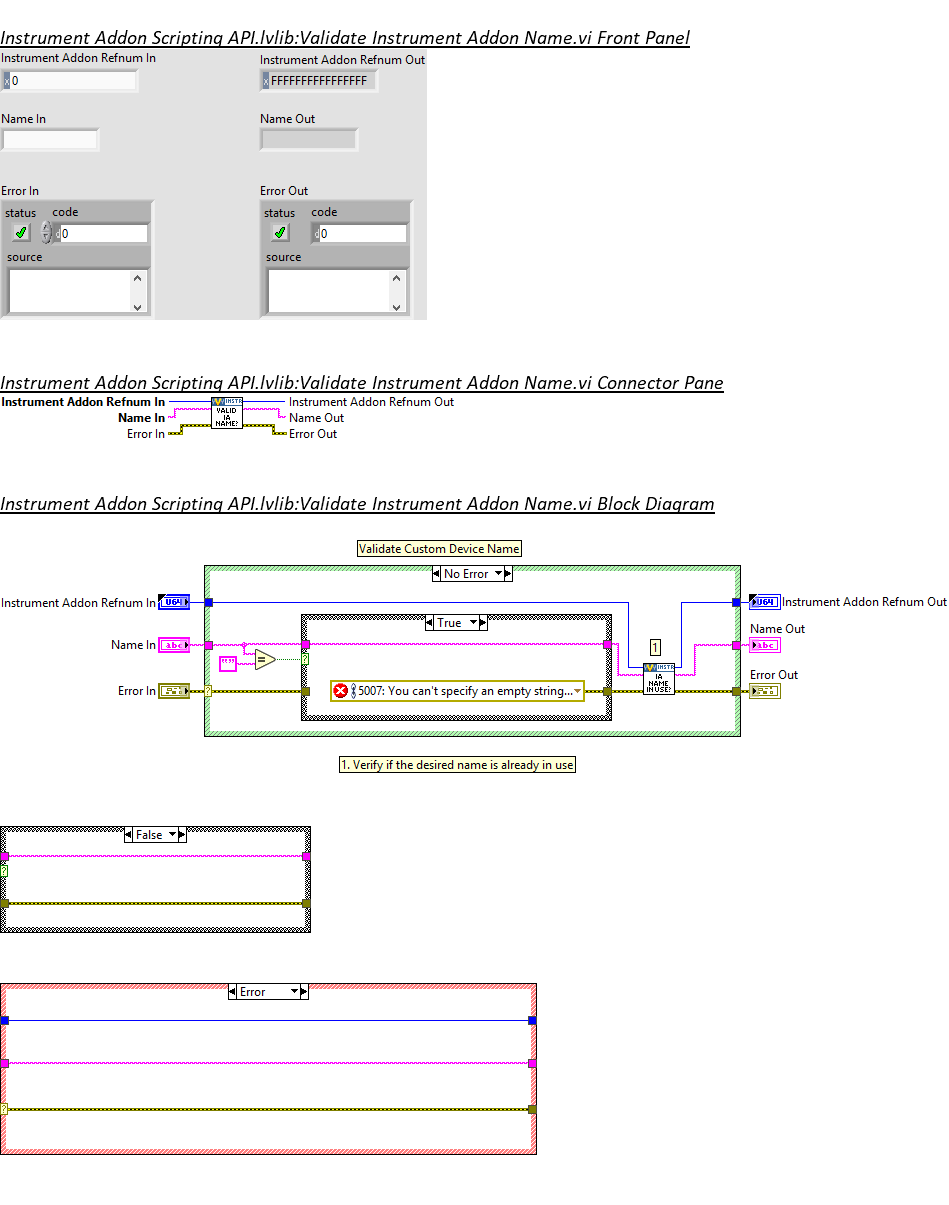 Instrument Addon Scripting API.lvlib:Validate Instrument Addon Name.vi Front Panel
Instrument Addon Refnum In
Instrument Addon Refnum Out
x 0
x FFFFFFFFFFFFFFFF
Name In
Name Out
Error In
Error Out
status code
status code
d 0
d 0
source
source
Instrument Addon Scripting API.lvlib:Validate Instrument Addon Name.vi Connector Pane
Instrument Addon Refnum In
INSTR
Instrument Addon Refnum Out
Name In
VALID
IA
NAME?
Name Out
Error In
Error Out
Instrument Addon Scripting API.lvlib:Validate Instrument Addon Name.vi Block Diagram
Validate Custom Device Name
No Error
Instrument Addon Refnum In
U64
U64
Instrument Addon Refnum Out
True
Name Out
Name In
abc
abc
=
?
1
INSTR
IA
NAME
IN USE?
Error Out
Error In
?
5007: You can't specify an empty string...
1. Verify if the desired name is already in use
False
?
Error
?